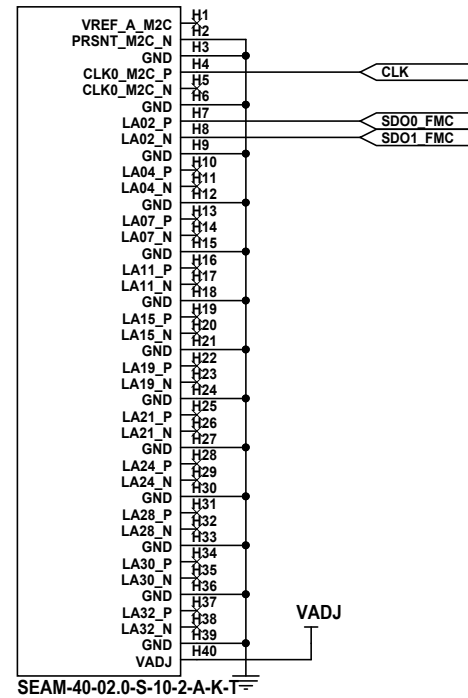 H1
VREF_A_M2C
H2
PRSNT_M2C_N
H3
GND
H4
CLK0_M2C_P
CLK
H5
CLK0_M2C_N
H6
GND
H7
LA02_P
SDO0_FMC
H8
LA02_N
SDO1_FMC
H9
GND
H10
LA04_P
H11
LA04_N
H12
GND
H13
LA07_P
H14
LA07_N
H15
GND
H16
LA11_P
H17
LA11_N
H18
GND
H19
LA15_P
H20
LA15_N
H21
GND
H22
LA19_P
H23
LA19_N
H24
GND
H25
LA21_P
H26
LA21_N
H27
GND
H28
LA24_P
H29
LA24_N
H30
GND
H31
LA28_P
H32
LA28_N
H33
GND
H34
LA30_P
H35
LA30_N
H36
GND
H37
LA32_P
H38
LA32_N
H39
GND
H40
VADJ
VADJ
SEAM-40-02.0-S-10-2-A-K-T